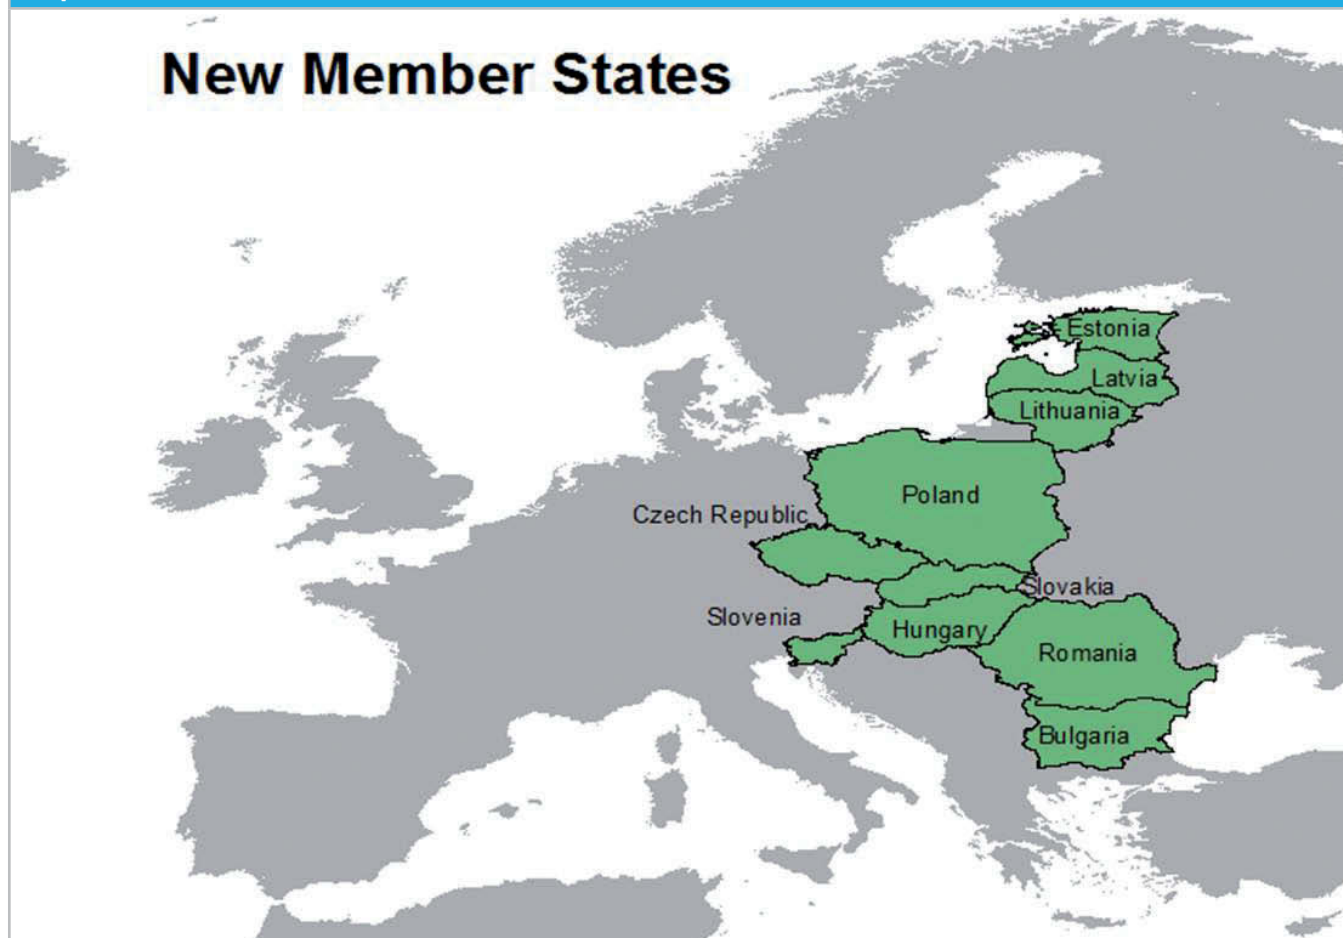 New Member States
Estonia
Latvia
Lithuania
Poland
Czech Republic
Slovakia
Slovenia
Hungary
Romania
Bulgaria